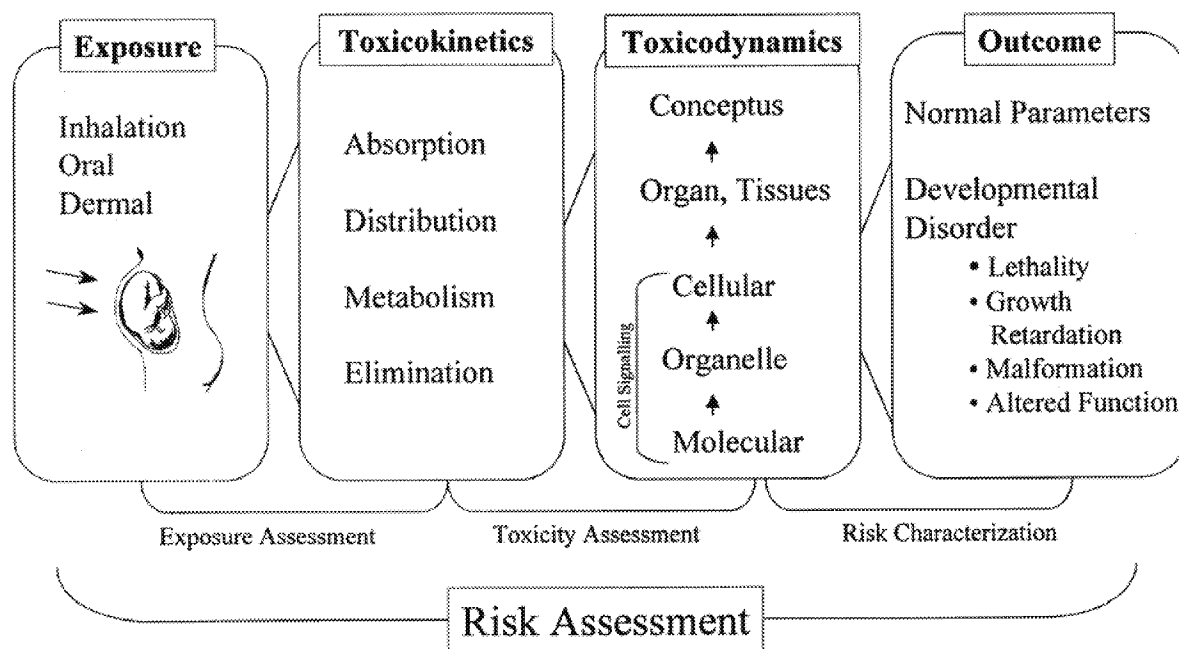 Exposure
Inhalation
Oral
Dermal
Toxicokinetics
Absorption
Distribution
Metabolism
Elimination
Toxicodynamics
Conceptus
Organ, Tissues
Cellular
Organelle
Molecular
Cell Signalling
Outcome
Normal Parameters
Developmental
Disorder
• Lethality
• Growth
Retardation
• Malformation
• Altered Function
Exposure Assessment
Toxicity Assessment
Risk Characterization
Risk Assessment